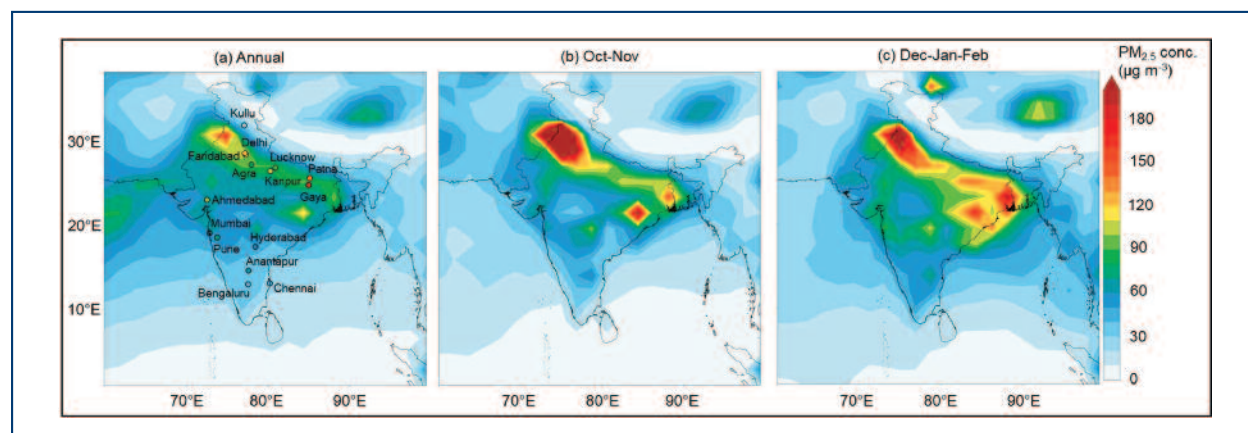 (a) Annual
(b) Oct-Nov
(c) Dec-Jan-Feb
PM2.5 conc.
(µg m-3)
180
150
120
90
60
30
0
30°E
20°E
10°E
Kullu
Delhi
Faridabad
Lucknow
Agra
Patna
Kanpur
Gaya
Ahmedabad
Mumbai
Pune
Hyderabad
Anantapur
Bengaluru
Chennai
70°E 80°E 90°E
70°E 80°E 90°E
70°E 80°E 90°E